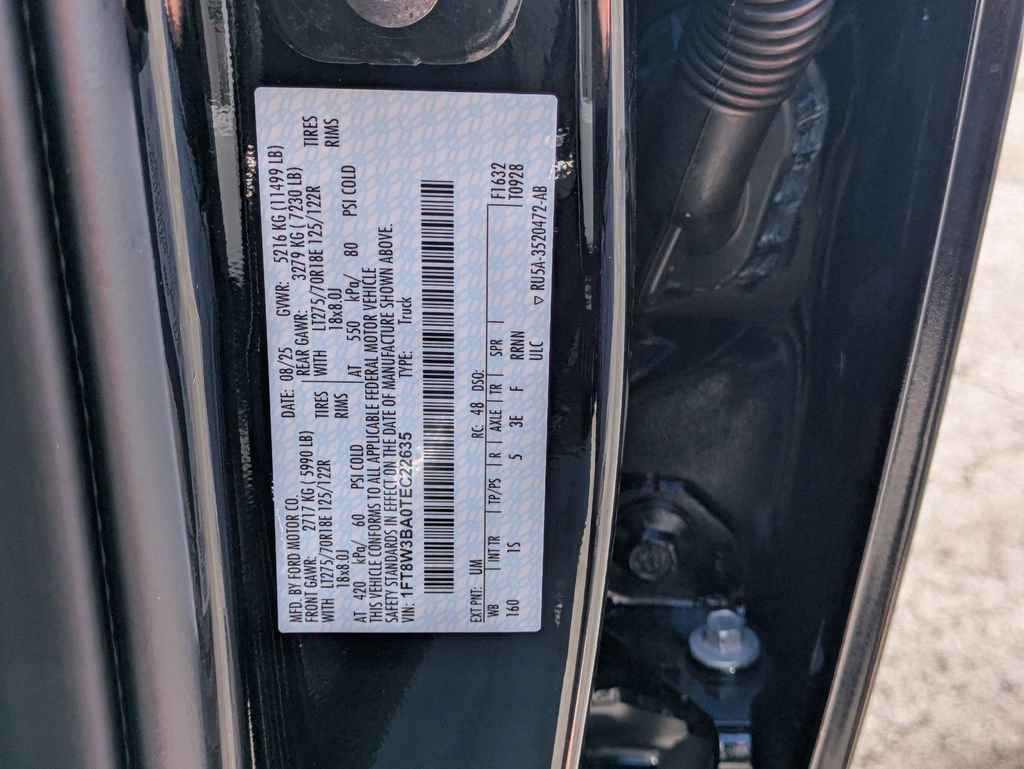 MFD. BY FORD MOTOR CO.
DATE: 08/25 GVWR: 5216 KG (11499 LB)
FRONT GAWR: 2717 KG ( 5990 LB) REAR GAWR: 3279 KG ( 7230 LB)
WITH LT275/70R18E 125/122R TIRES WITH LT275/70R18E 125/122R TIRES
18x8.0J RIMS 18x8.0J RIMS
AT 420 kPa/ 60 PSI COLD AT 550 kPa/ 80 PSI COLD
THIS VEHICLE CONFORMS TO ALL APPLICABLE FEDERAL MOTOR VEHICLE
SAFETY STANDARDS IN EFFECT ON THE DATE OF MANUFACTURE SHOWN ABOVE.
VIN: 1FT8W3BA0TEC22635 TYPE: Truck
EXT PNT: UM RC: 48 DSO: F1632
WB | INT TR | TP/PS | R | AXLE | TR | SPR | T0928
160 1S 5 3E F RRNN
ULC ▽ RU5A-3520472-AB